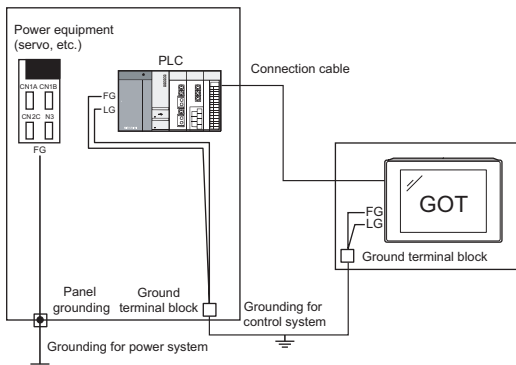 Power equipment
(servo, etc.)
PLC
Connection cable
CN1A CN1B
CN2C N3
FG
FG
LG
GOT
FG
LG
Ground terminal block
Panel
grounding
Ground
terminal block
Grounding for
control system
Grounding for power system